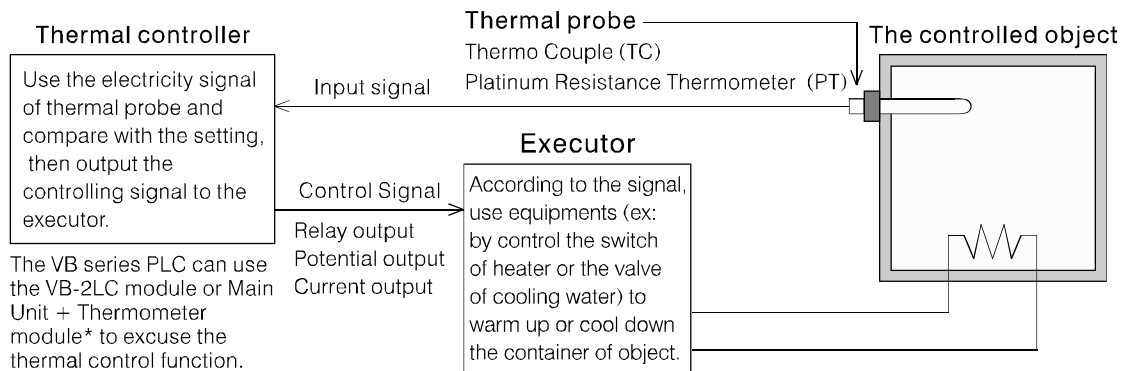 Thermal controller
Use the electricity signal
of thermal probe and
compare with the setting,
then output the
controlling signal to the
executor.
The VB series PLC can use
the VB-2LC module or Main
Unit + Thermometer
module* to excuse the
thermal control function.
Input signal
Thermal probe
Thermo Couple (TC)
Platinum Resistance Thermometer (PT)
Control Signal
Relay output
Potential output
Current output
Executor
According to the signal,
use equipments (ex:
by control the switch
of heater or the valve
of cooling water) to
warm up or cool down
the container of object.
The controlled object